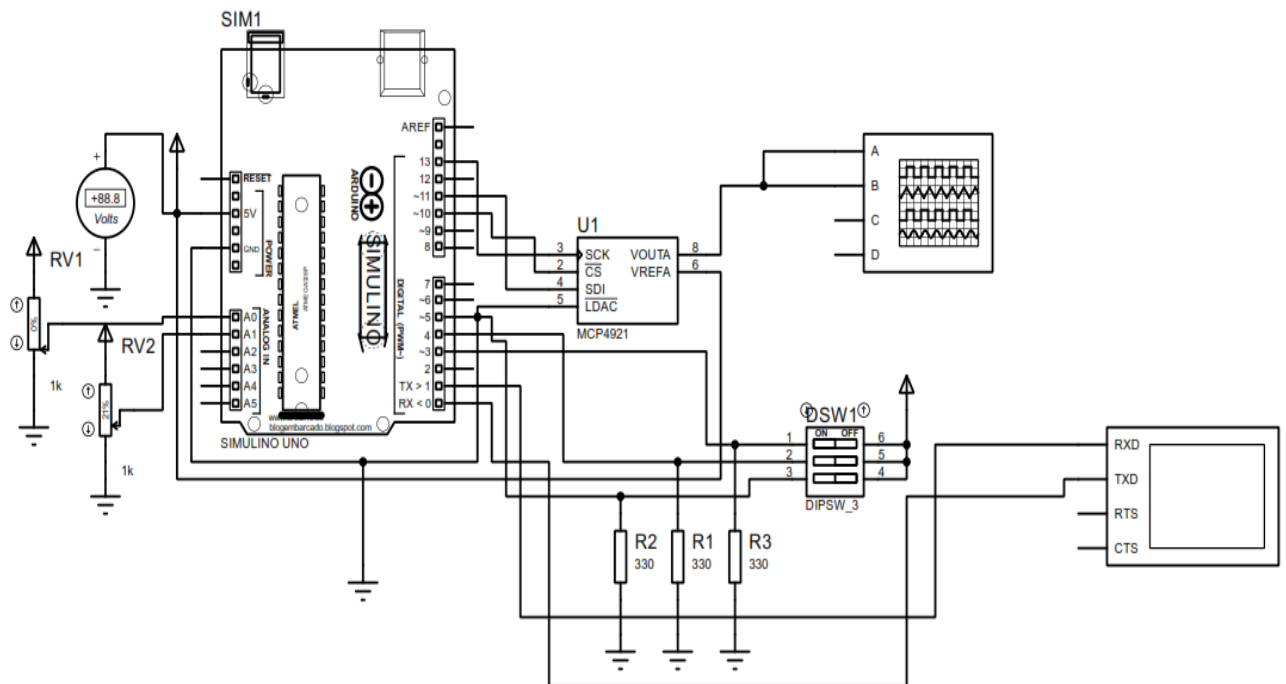 SIM1
AREF
13
12
~11
~10
~9
8
7
~6
~5
4
~3
2
TX > 1
RX < 0
RESET
5V
GND
POWER
A0
A1
A2
A3
A4
A5
ANALOG IN
ATMEL
ARDUINO
SIMULINO
DIGITAL (PWM~)
blogembarcado.blogspot.com
SIMULINO UNO
+
+88.8
Volts
−
RV1
0%
1k
RV2
21%
1k
U1
3
SCK
2
CS
4
SDI
5
LDAC
VOUTA
8
VREFA
6
MCP4921
A
B
C
D
DSW1
ON
OFF
1
2
3
6
5
4
DIPSW_3
R2
330
R1
330
R3
330
RXD
TXD
RTS
CTS